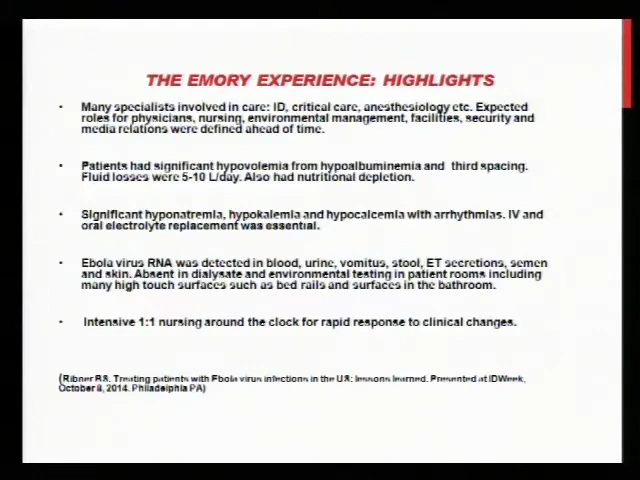 THE EMORY EXPERIENCE: HIGHLIGHTS
• Many specialists involved in care: ID, critical care, anesthesiology etc. Expected
roles for physicians, nursing, environmental management, facilities, security and
media relations were defined ahead of time.
• Patients had significant hypovolemia from hypoalbuminemia and third spacing.
Fluid losses were 5-10 L/day. Also had nutritional depletion.
• Significant hyponatremia, hypokalemia and hypocalcemia with arrhythmias. IV and
oral electrolyte replacement was essential.
• Ebola virus RNA was detected in blood, urine, vomitus, stool, ET secretions, semen
and skin. Absent in dialysate and environmental testing in patient rooms including
many high touch surfaces such as bed rails and surfaces in the bathroom.
• Intensive 1:1 nursing around the clock for rapid response to clinical changes.
(Ribner BS. Treating patients with Ebola virus infections in the US: lessons learned. Presented at IDWeek,
October 8, 2014. Philadelphia PA)